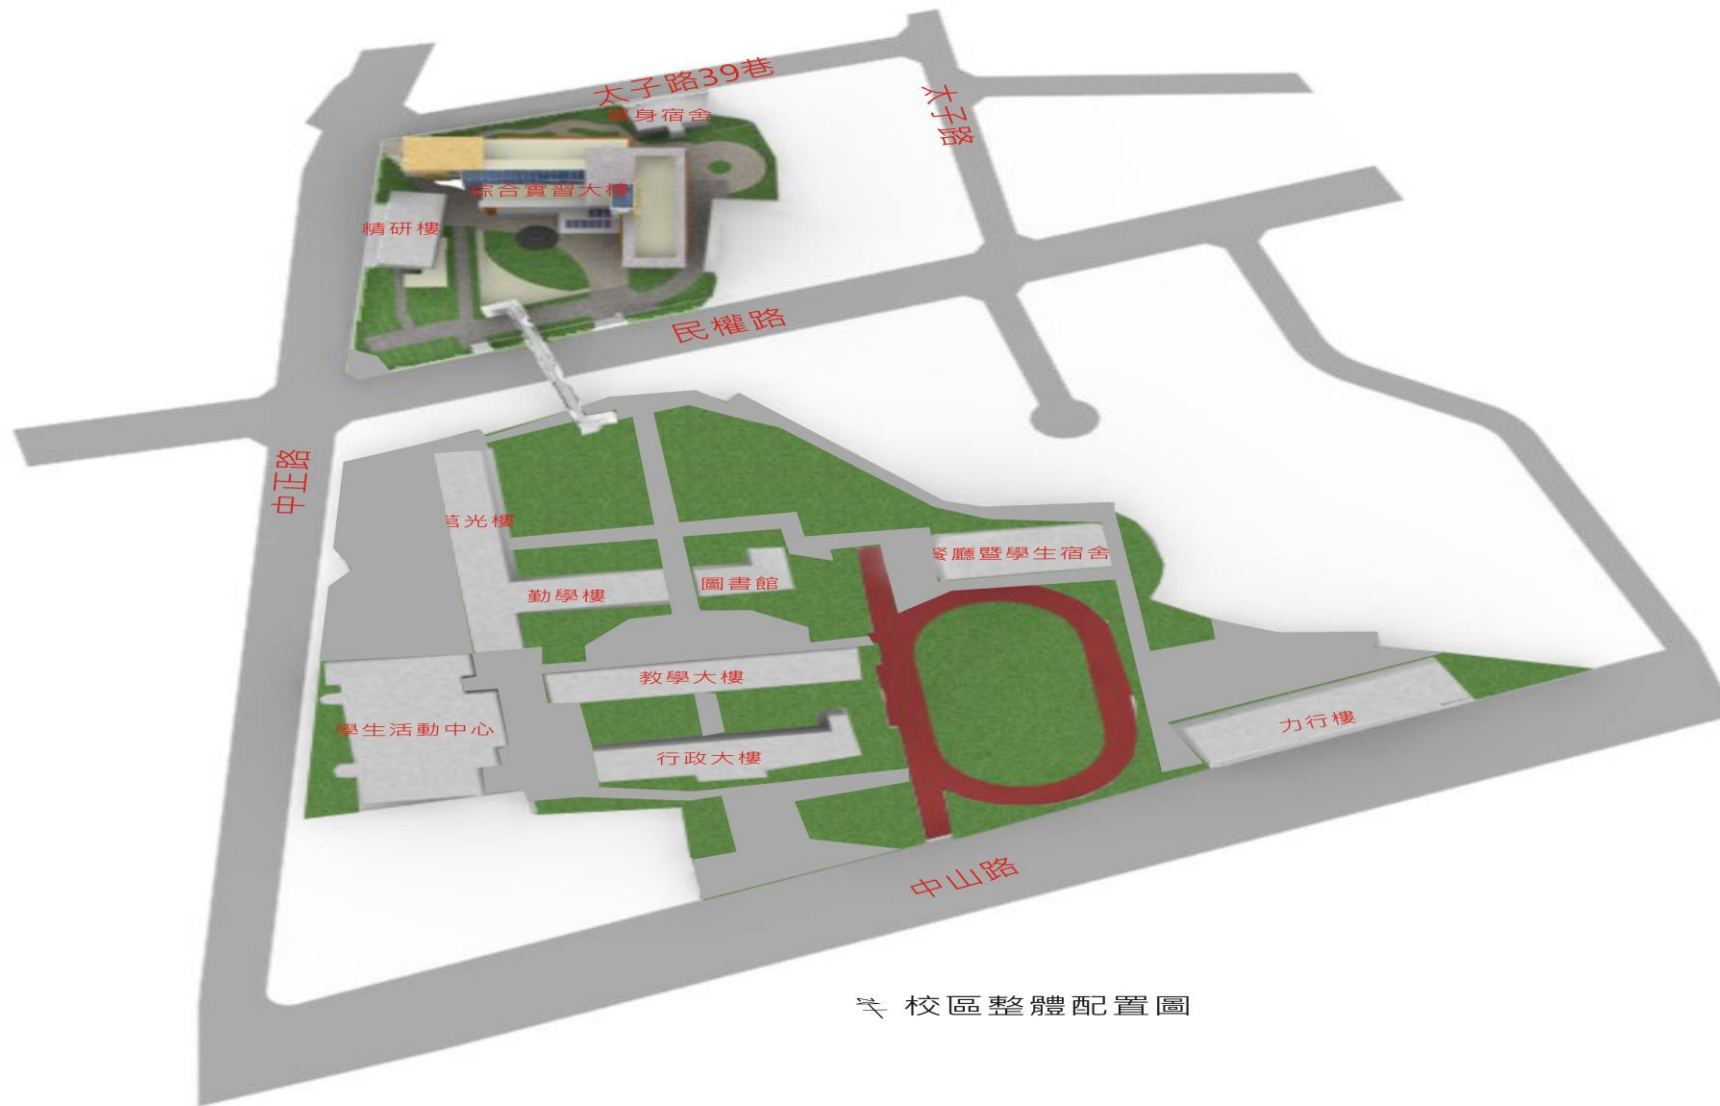 太子路39巷
單身宿舍
太子路
綜合實習大樓
精研樓
民權路
中正路
莒光樓
餐廳暨學生宿舍
勤學樓
圖書館
教學大樓
學生活動中心
力行樓
行政大樓
中山路
校區整體配置圖